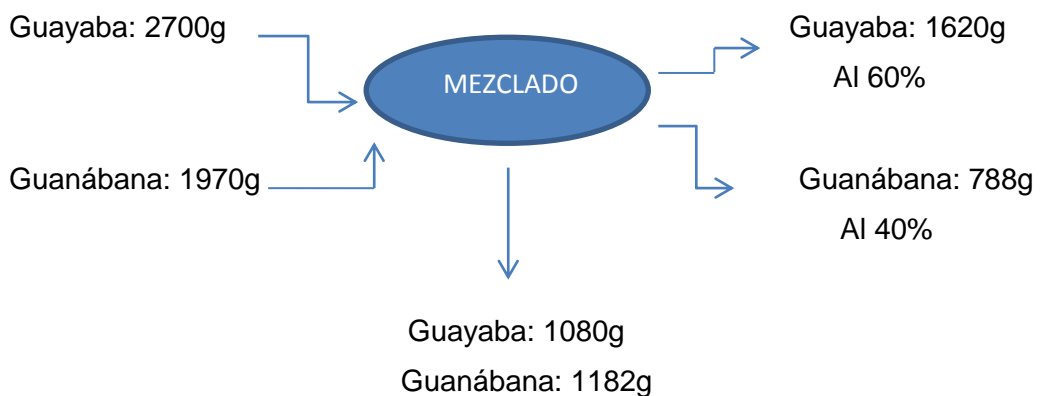 Guayaba: 2700g
Guayaba: 1620g
Al 60%
MEZCLADO
Guanábana: 1970g
Guanábana: 788g
Al 40%
Guayaba: 1080g
Guanábana: 1182g